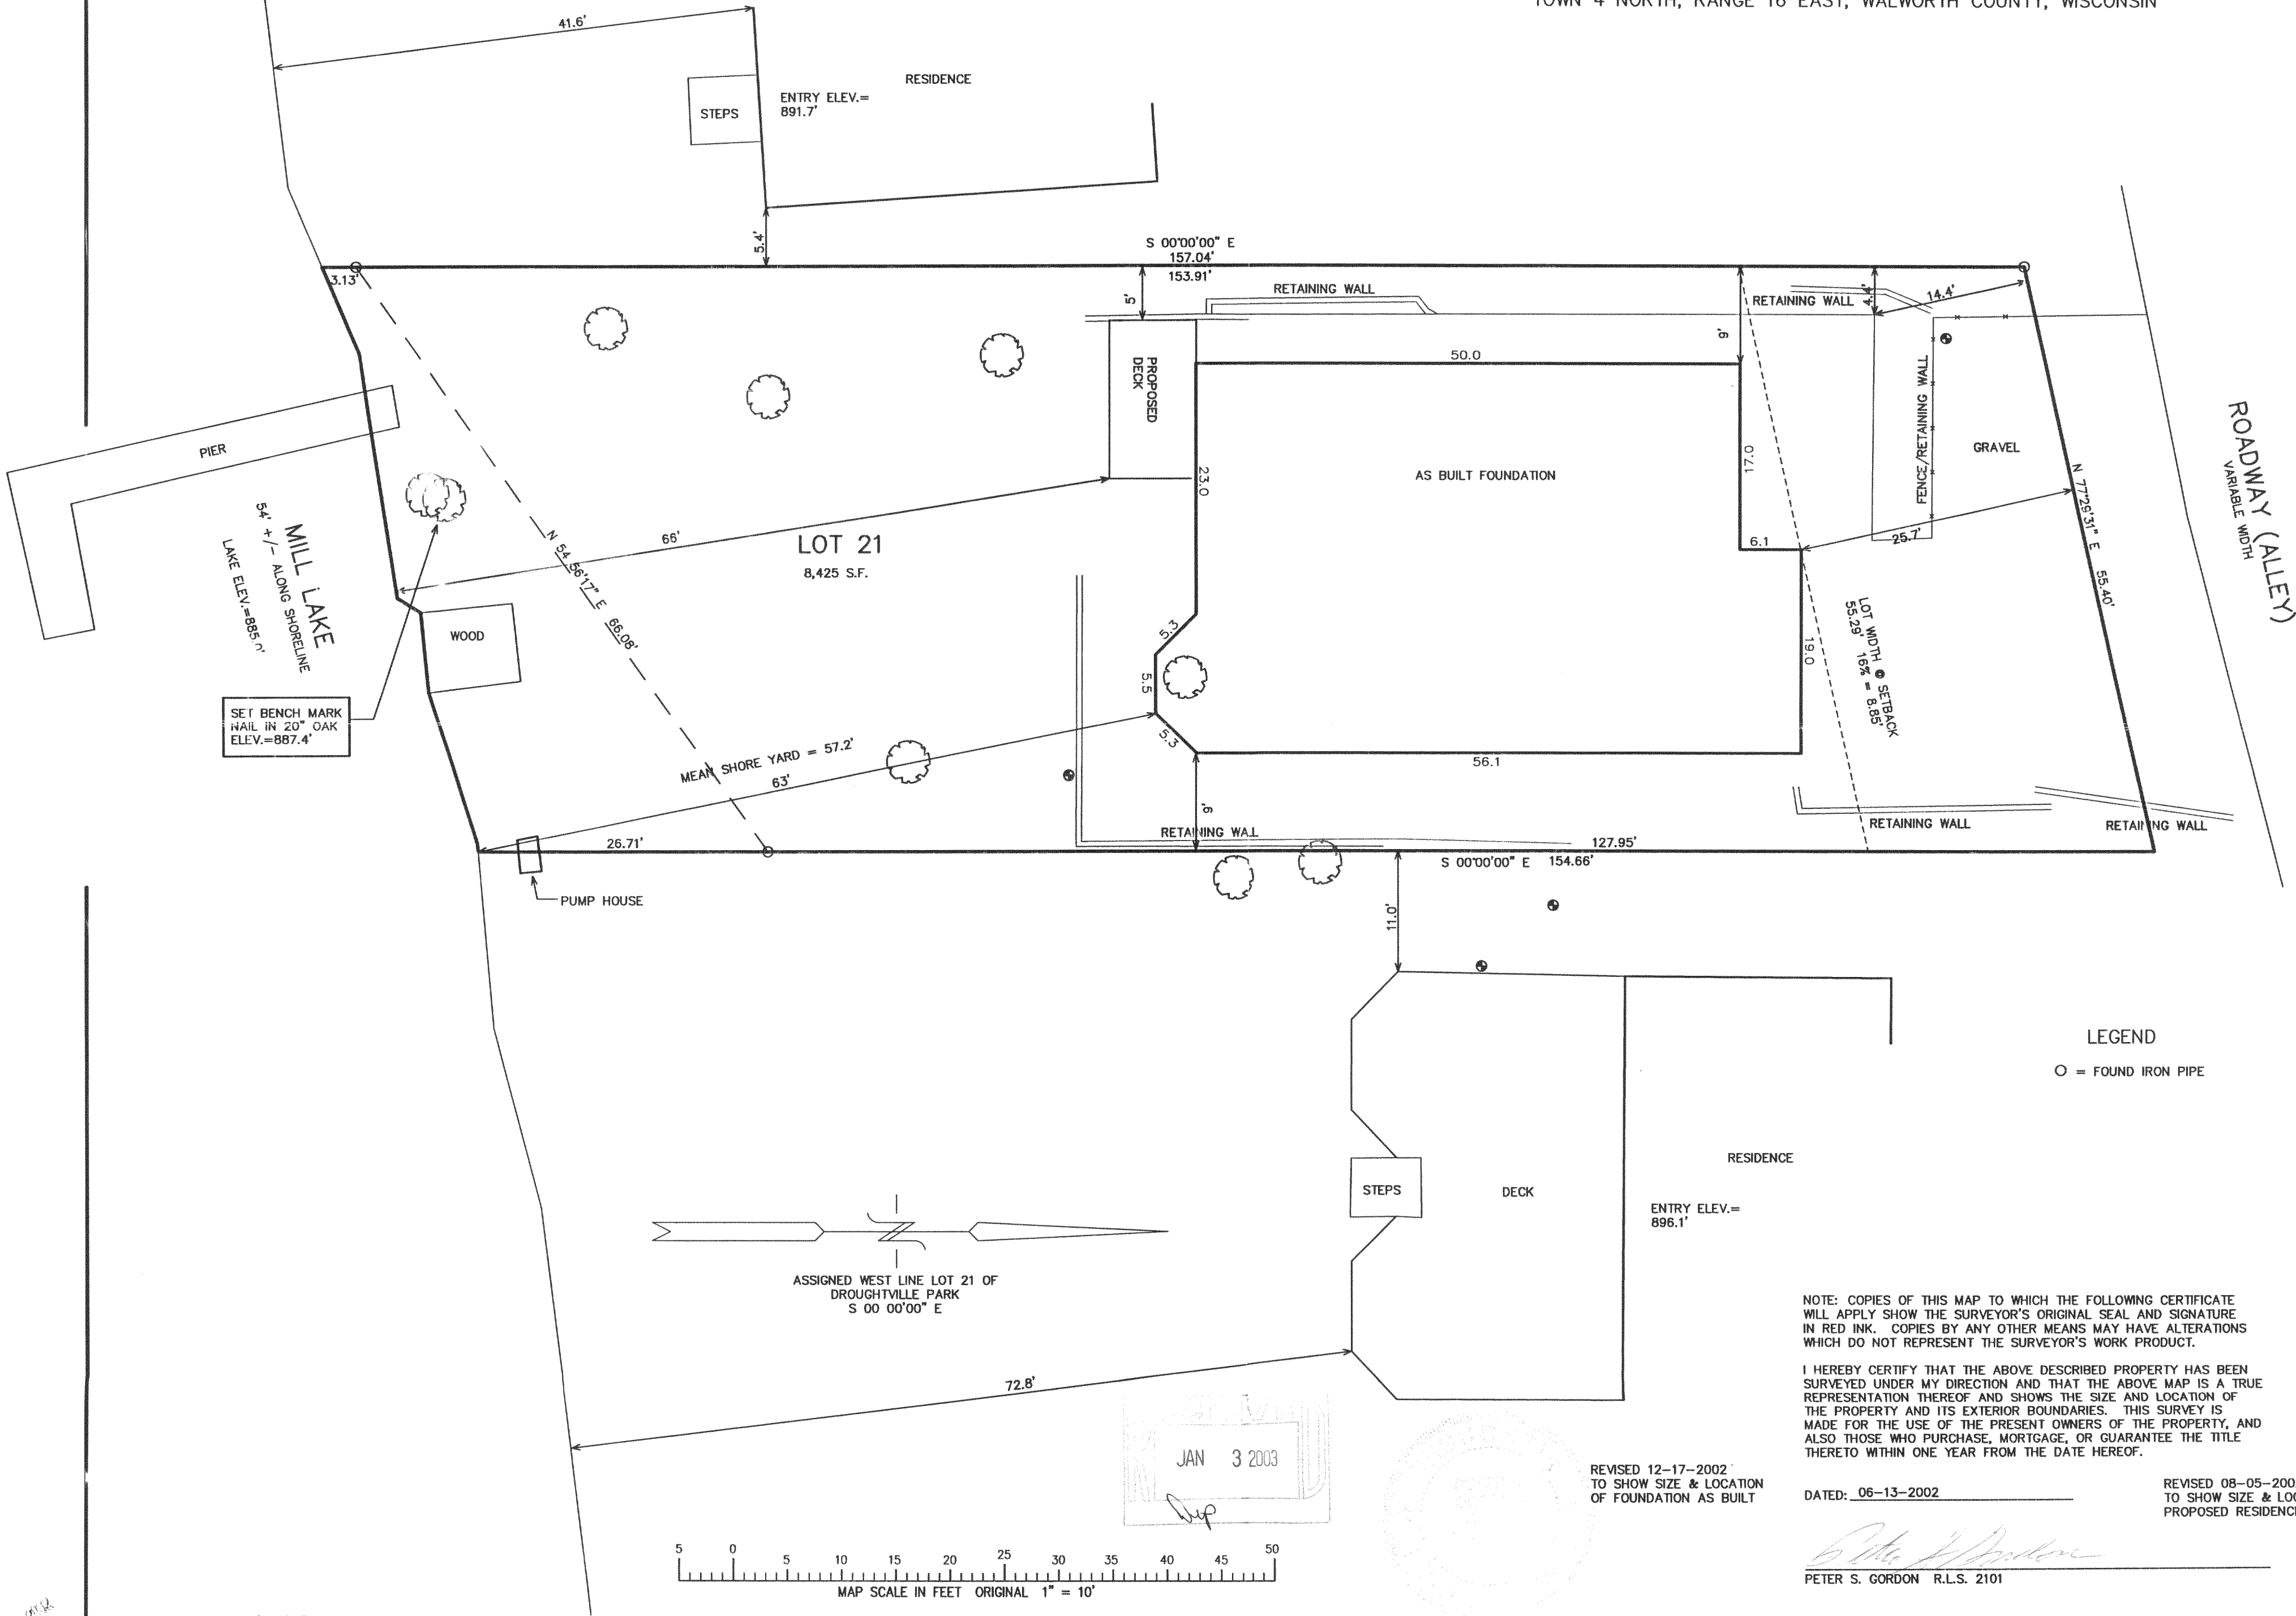 TOWN 4 NORTH, RANGE 16 EAST, WALWORTH COUNTY, WISCONSIN
41.6'
RESIDENCE
STEPS
ENTRY ELEV.=
891.7'
5.4'
S 00°00'00" E
157.04'
153.91'
3.13'
5'
RETAINING WALL
RETAINING WALL
4.4'
14.4'
9'
50.0
PROPOSED
DECK
FENCE/RETAINING WALL
GRAVEL
ROADWAY (ALLEY)
VARIABLE WIDTH
PIER
23.0
AS BUILT FOUNDATION
17.0
N 77°29'31" E 55.40'
MILL LAKE
54' +/- ALONG SHORELINE
LAKE ELEV.=885.0'
66'
LOT 21
8,425 S.F.
N 54°56'17" E 66.08'
6.1
25.7'
WOOD
5.3
5.5
5.3
19.0
LOT WIDTH @ SETBACK
55.29' 16% = 8.85'
SET BENCH MARK
NAIL IN 20" OAK
ELEV.=887.4'
MEAN SHORE YARD = 57.2'
63'
56.1
9'
26.71'
RETAINING WALL
127.95'
RETAINING WALL
RETAINING WALL
S 00°00'00" E 154.66'
PUMP HOUSE
11.0'
LEGEND
O = FOUND IRON PIPE
STEPS
DECK
RESIDENCE
ENTRY ELEV.=
896.1'
ASSIGNED WEST LINE LOT 21 OF
DROUGHTVILLE PARK
S 00 00'00" E
72.8'
NOTE: COPIES OF THIS MAP TO WHICH THE FOLLOWING CERTIFICATE
WILL APPLY SHOW THE SURVEYOR'S ORIGINAL SEAL AND SIGNATURE
IN RED INK. COPIES BY ANY OTHER MEANS MAY HAVE ALTERATIONS
WHICH DO NOT REPRESENT THE SURVEYOR'S WORK PRODUCT.
I HEREBY CERTIFY THAT THE ABOVE DESCRIBED PROPERTY HAS BEEN
SURVEYED UNDER MY DIRECTION AND THAT THE ABOVE MAP IS A TRUE
REPRESENTATION THEREOF AND SHOWS THE SIZE AND LOCATION OF
THE PROPERTY AND ITS EXTERIOR BOUNDARIES. THIS SURVEY IS
MADE FOR THE USE OF THE PRESENT OWNERS OF THE PROPERTY, AND
ALSO THOSE WHO PURCHASE, MORTGAGE, OR GUARANTEE THE TITLE
THERETO WITHIN ONE YEAR FROM THE DATE HEREOF.
JAN 3 2003
REVISED 12-17-2002
TO SHOW SIZE & LOCATION
OF FOUNDATION AS BUILT
DATED: 06-13-2002
REVISED 08-05-200
TO SHOW SIZE & LOC
PROPOSED RESIDENC
PETER S. GORDON R.L.S. 2101
5 0 5 10 15 20 25 30 35 40 45 50
MAP SCALE IN FEET ORIGINAL 1" = 10'